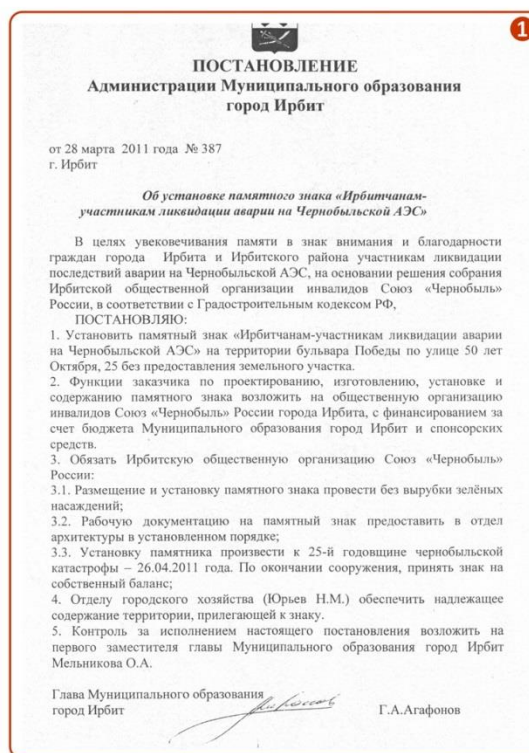 1
ПОСТАНОВЛЕНИЕ
Администрации Муниципального образования
город Ирбит
от 28 марта 2011 года № 387
г. Ирбит
Об установке памятного знака «Ирбитчанам-
участникам ликвидации аварии на Чернобыльской АЭС»
В целях увековечивания памяти в знак внимания и благодарности
граждан города Ирбита и Ирбитского района участникам ликвидации
последствий аварии на Чернобыльской АЭС, на основании решения собрания
Ирбитской общественной организации инвалидов Союз «Чернобыль»
России, в соответствии с Градостроительным кодексом РФ,
ПОСТАНОВЛЯЮ:
1. Установить памятный знак «Ирбитчанам-участникам ликвидации аварии
на Чернобыльской АЭС» на территории бульвара Победы по улице 50 лет
Октября, 25 без предоставления земельного участка.
2. Функции заказчика по проектированию, изготовлению, установке и
содержанию памятного знака возложить на общественную организацию
инвалидов Союз «Чернобыль» России города Ирбита, с финансированием за
счет бюджета Муниципального образования город Ирбит и спонсорских
средств.
3. Обязать Ирбитскую общественную организацию Союз «Чернобыль»
России:
3.1. Размещение и установку памятного знака провести без вырубки зелёных
насаждений;
3.2. Рабочую документацию на памятный знак предоставить в отдел
архитектуры в установленном порядке;
3.3. Установку памятника произвести к 25-й годовщине чернобыльской
катастрофы – 26.04.2011 года. По окончании сооружения, принять знак на
собственный баланс;
4. Отделу городского хозяйства (Юрьев Н.М.) обеспечить надлежащее
содержание территории, прилегающей к знаку.
5. Контроль за исполнением настоящего постановления возложить на
первого заместителя главы Муниципального образования город Ирбит
Мельникова О.А.
Глава Муниципального образования
город Ирбит Г.А.Агафонов